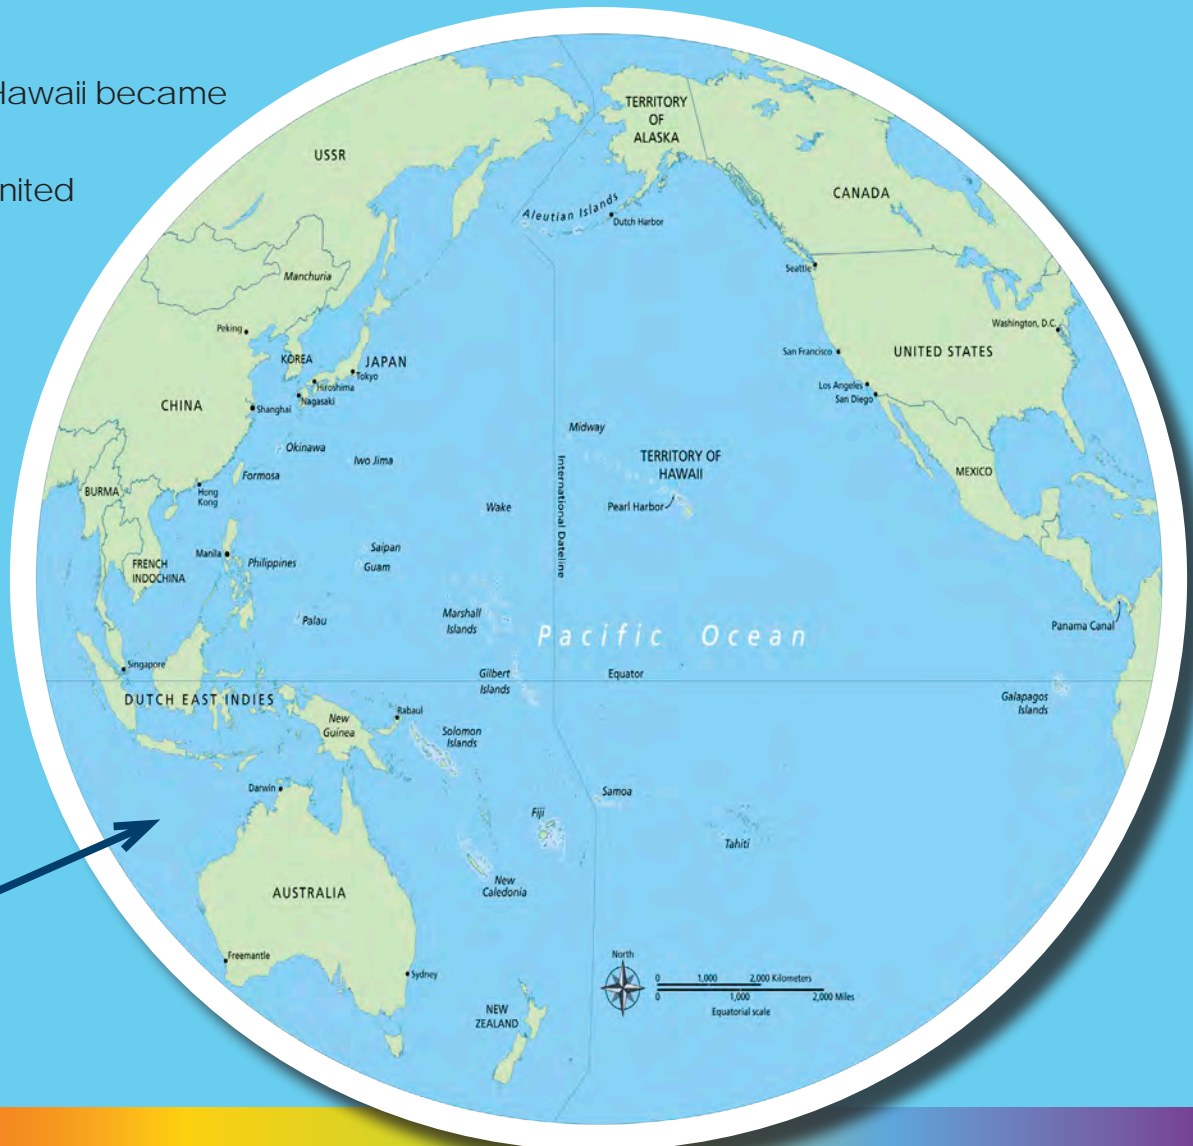 Hawaii became
nited
TERRITORY
OF
ALASKA
USSR
CANADA
Aleutian Islands
Dutch Harbor
Seattle
Manchuria
Peking
Washington, D.C.
KOREA
JAPAN
San Francisco
UNITED STATES
Tokyo
Hiroshima
Los Angeles
Nagasaki
San Diego
CHINA
Shanghai
Midway
Okinawa
Iwo Jima
TERRITORY OF
HAWAII
MEXICO
Formosa
BURMA
Hong
Kong
International Dateline
Wake
Pearl Harbor
Manila
Philippines
Saipan
Guam
FRENCH
INDOCHINA
Marshall
Islands
Palau
Pacific Ocean
Panama Canal
Singapore
Gilbert
Islands
Equator
DUTCH EAST INDIES
Galapagos
Islands
New
Guinea
Rabaul
Solomon
Islands
Darwin
Samoa
Fiji
Tahiti
New
Caledonia
AUSTRALIA
Freemantle
Sydney
North
0 1,000 2,000 Kilometers
0 1,000 2,000 Miles
Equatorial scale
NEW
ZEALAND